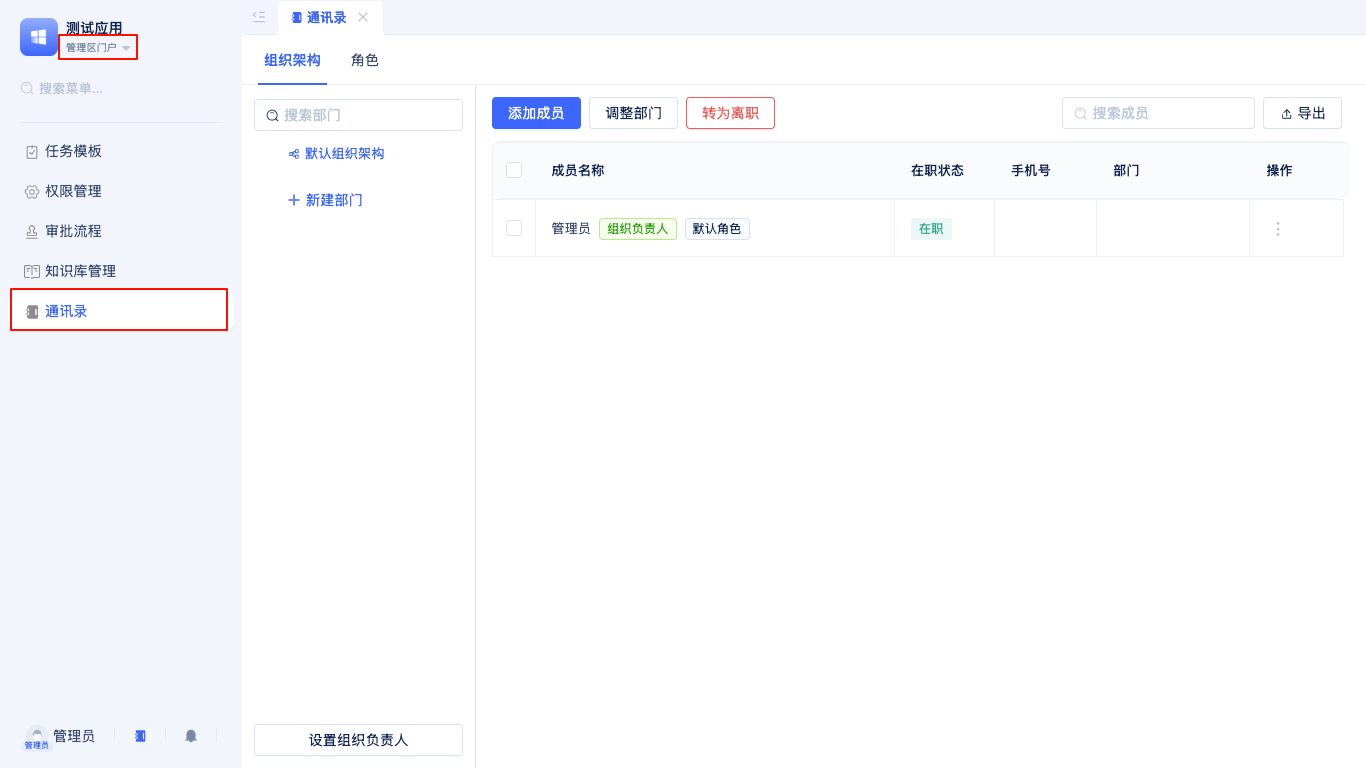 测试应用
管理区门户
搜索菜单...
任务模板
权限管理
审批流程
知识库管理
通讯录
管理员
管理员
通讯录
组织架构 角色
搜索部门
默认组织架构
新建部门
设置组织负责人
添加成员 调整部门 转为离职 搜索成员 导出
成员名称 在职状态 手机号 部门 操作
管理员 组织负责人 默认角色 在职